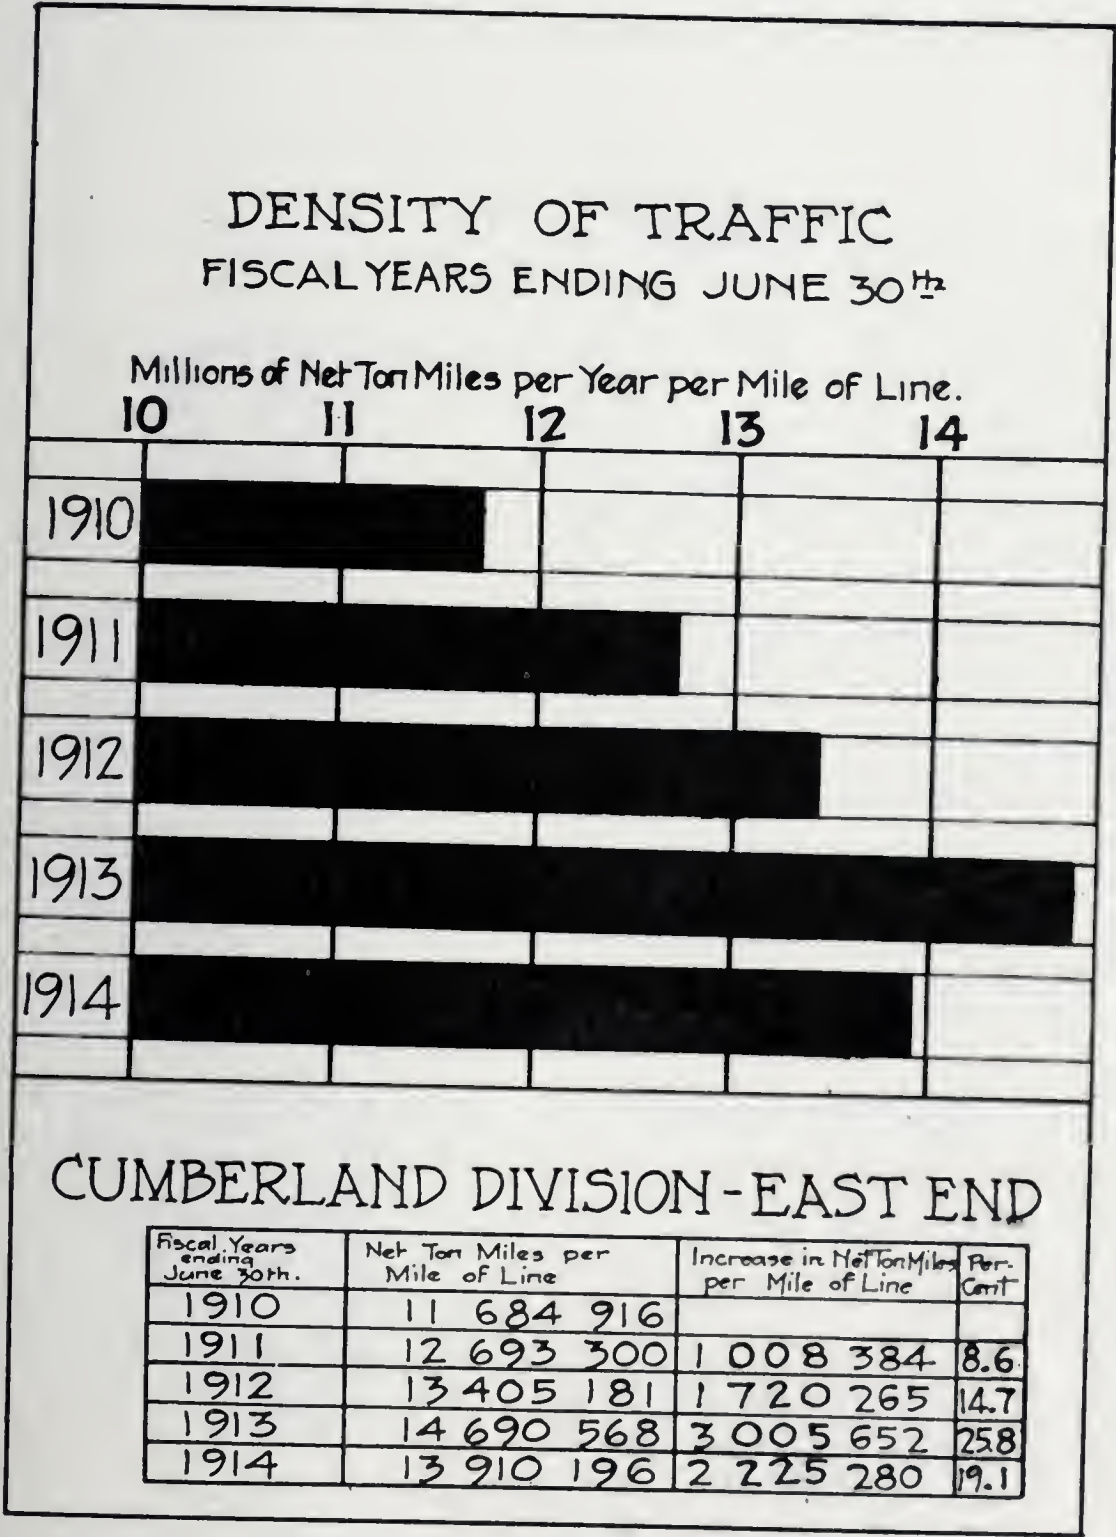 DENSITY OF TRAFFIC
FISCAL YEARS ENDING JUNE 30th
Millions of Net Ton Miles per Year per Mile of Line.
10 11 12 13 14
1910
1911
1912
1913
1914
CUMBERLAND DIVISION - EAST END
Fiscal Years ending June 30th. Net Ton Miles per Mile of Line Increase in Net Ton Miles per Mile of Line Per-Cent
1910 11 684 916
1911 12 693 300 1 008 384 8.6
1912 13 405 181 1 720 265 14.7
1913 14 690 568 3 005 652 25.8
1914 13 910 196 2 225 280 19.1